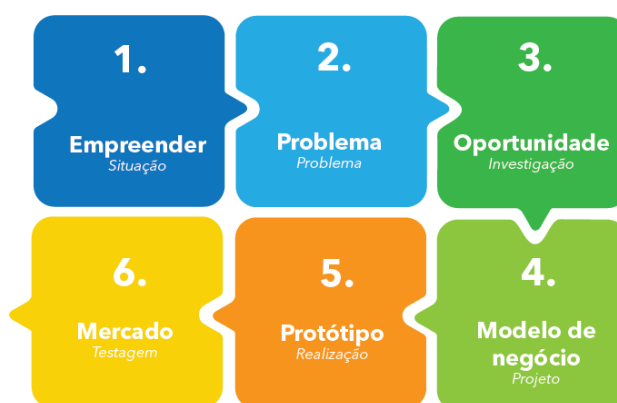 1.
Empreender
Situação
2.
Problema
Problema
3.
Oportunidade
Investigação
4.
Modelo de
negócio
Projeto
5.
Protótipo
Realização
6.
Mercado
Testagem